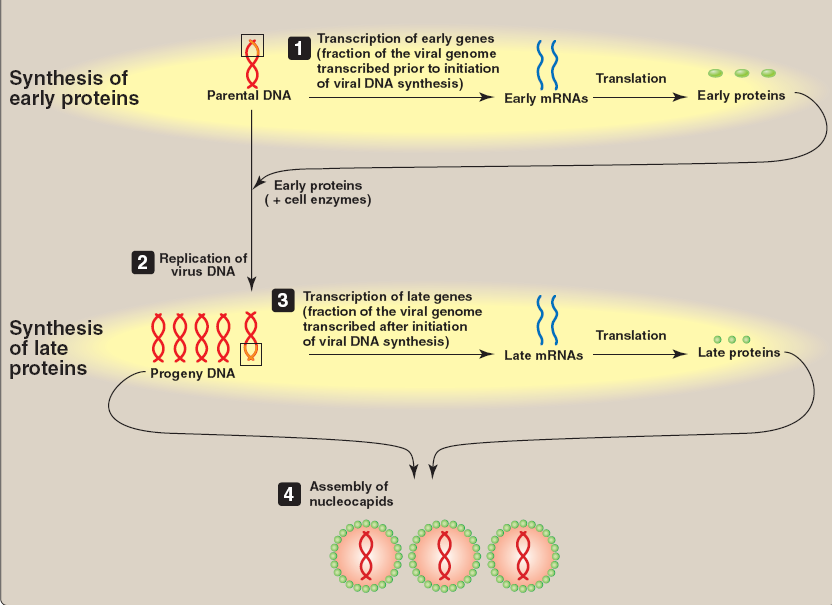 Synthesis of
early proteins
1
Transcription of early genes
(fraction of the viral genome
transcribed prior to initiation
of viral DNA synthesis)
Parental DNA
Early mRNAs
Translation
Early proteins
Early proteins
( + cell enzymes)
2
Replication of
virus DNA
Synthesis
of late
proteins
3
Transcription of late genes
(fraction of the viral genome
transcribed after initiation
of viral DNA synthesis)
Progeny DNA
Late mRNAs
Translation
Late proteins
4
Assembly of
nucleocapids